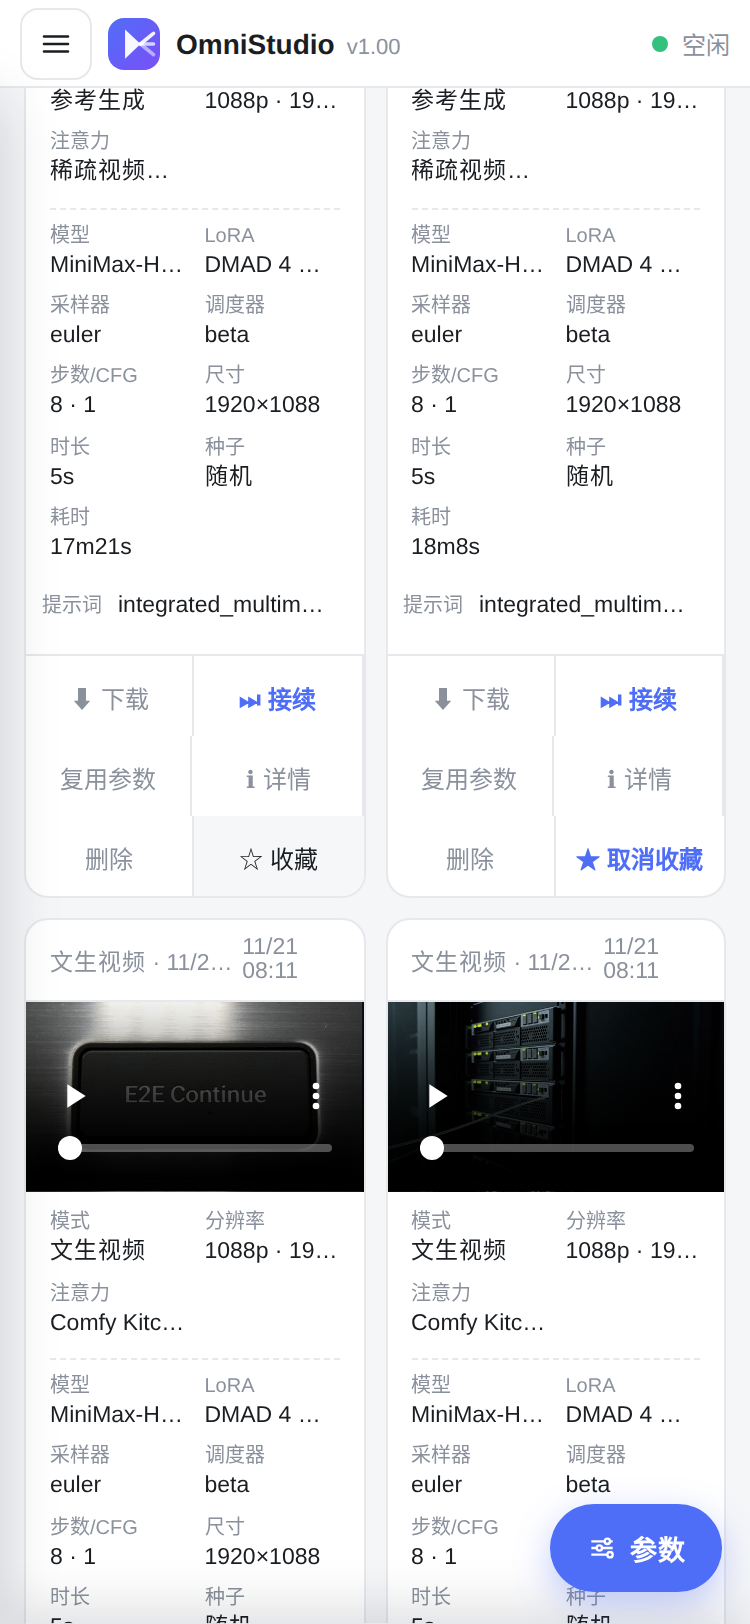 OmniStudio v1.00
空闲
参考生成 1088p · 19…
注意力
稀疏视频…
模型 LoRA
MiniMax-H… DMAD 4 …
采样器 调度器
euler beta
步数/CFG 尺寸
8 · 1 1920×1088
时长 种子
5s 随机
耗时
17m21s
提示词 integrated_multim…
下载 接续
复用参数 详情
删除 ☆ 收藏
参考生成 1088p · 19…
注意力
稀疏视频…
模型 LoRA
MiniMax-H… DMAD 4 …
采样器 调度器
euler beta
步数/CFG 尺寸
8 · 1 1920×1088
时长 种子
5s 随机
耗时
18m8s
提示词 integrated_multim…
下载 接续
复用参数 详情
删除 ★ 取消收藏
文生视频 · 11/2… 11/21
08:11
E2E Continue
模式 分辨率
文生视频 1088p · 19…
注意力
Comfy Kitc…
模型 LoRA
MiniMax-H… DMAD 4 …
采样器 调度器
euler beta
步数/CFG 尺寸
8 · 1 1920×1088
时长 种子
5s 随机
文生视频 · 11/2… 11/21
08:11
模式 分辨率
文生视频 1088p · 19…
注意力
Comfy Kitc…
模型 LoRA
MiniMax-H… DMAD 4 …
采样器 调度器
euler beta
步数/CFG
8 · 1
时长 种子
5s 随机
参数